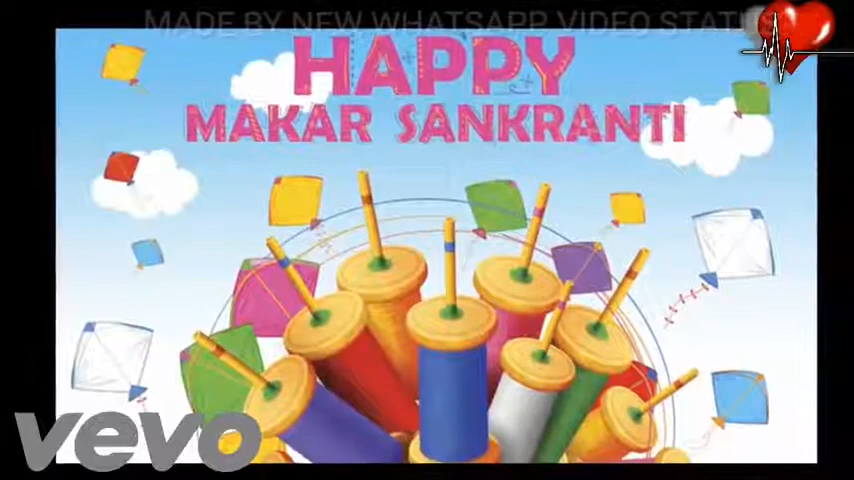 MADE BY NEW WHATSAPP VIDEO STATUS
HAPPY
MAKAR SANKRANTI
vevo